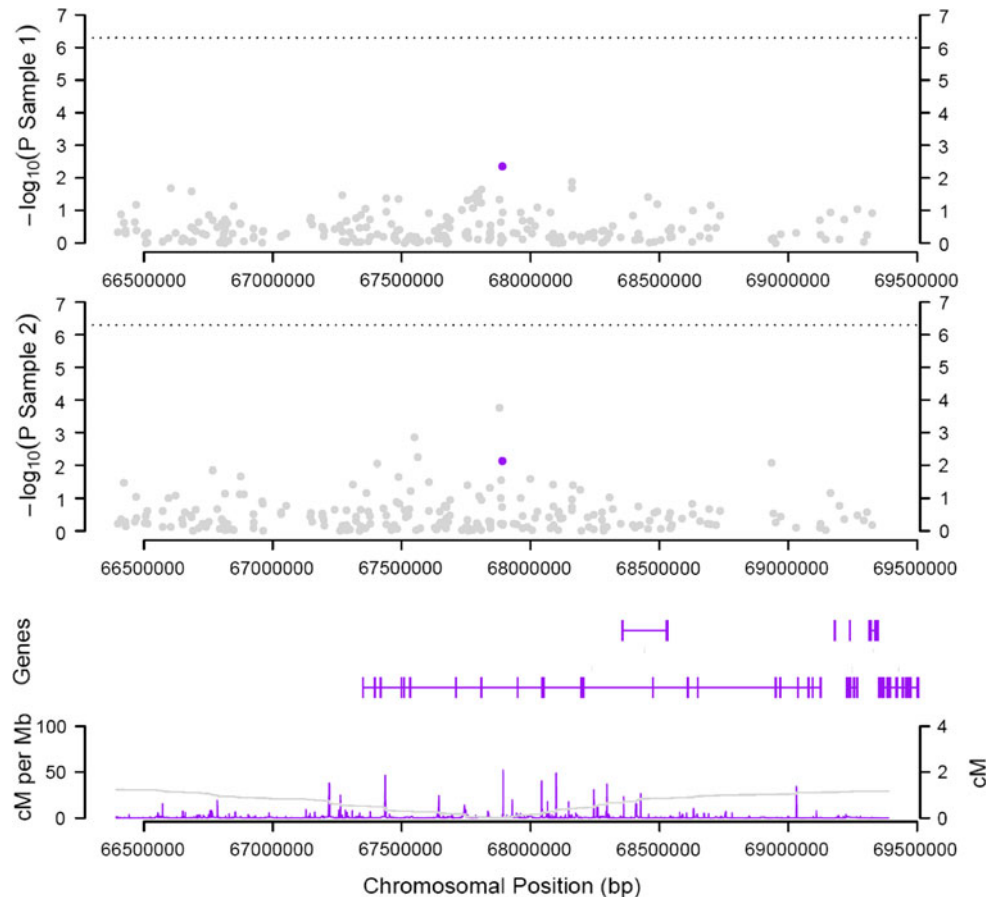 −log10(P Sample 1)
7 6 5 4 3 2 1 0
7 6 5 4 3 2 1 0
66500000 67000000 67500000 68000000 68500000 69000000 69500000
−log10(P Sample 2)
7 6 5 4 3 2 1 0
7 6 5 4 3 2 1 0
66500000 67000000 67500000 68000000 68500000 69000000 69500000
Genes
cM per Mb
100 50 0
4 2 0
cM
66500000 67000000 67500000 68000000 68500000 69000000 69500000
Chromosomal Position (bp)